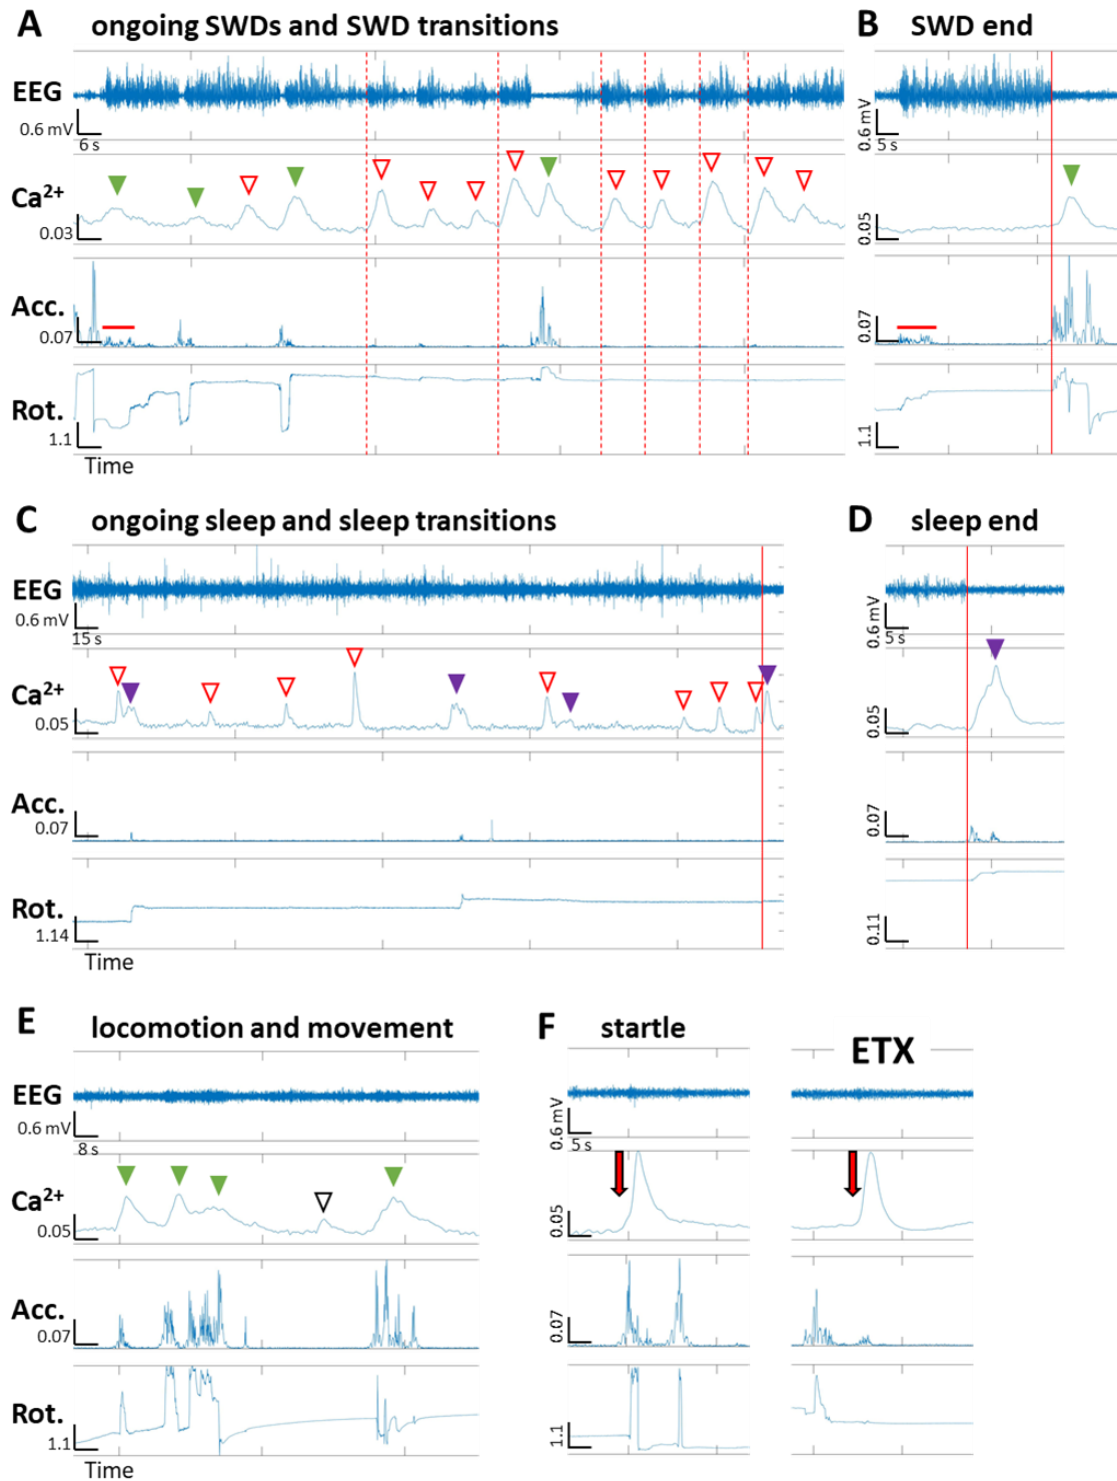 A ongoing SWDs and SWD transitions
EEG
0.6 mV
6 s
Ca2+
0.03
Acc.
0.07
Rot.
1.1
Time
B SWD end
0.6 mV
5 s
0.05
0.07
1.1
C ongoing sleep and sleep transitions
EEG
0.6 mV
15 s
Ca2+
0.05
Acc.
0.07
Rot.
1.14
Time
D sleep end
0.6 mV
5 s
0.05
0.07
0.11
E locomotion and movement
EEG
0.6 mV
8 s
Ca2+
0.05
Acc.
0.07
Rot.
1.1
Time
F startle
ETX
0.6 mV
5 s
0.05
0.07
1.1